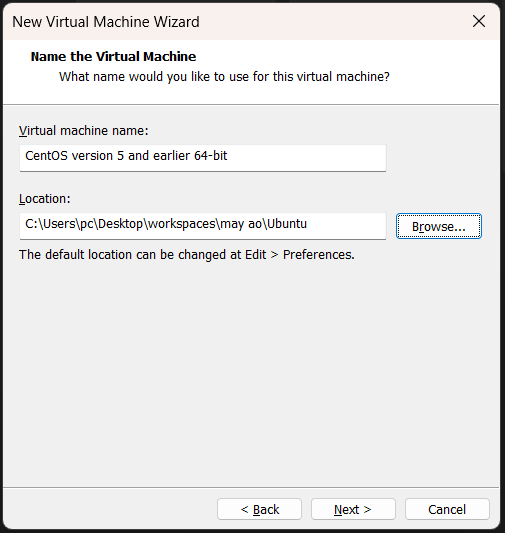 New Virtual Machine Wizard
Name the Virtual Machine
What name would you like to use for this virtual machine?
Virtual machine name:
CentOS version 5 and earlier 64-bit
Location:
C:\Users\pc\Desktop\workspaces\may ao\Ubuntu
Browse...
The default location can be changed at Edit > Preferences.
< Back
Next >
Cancel